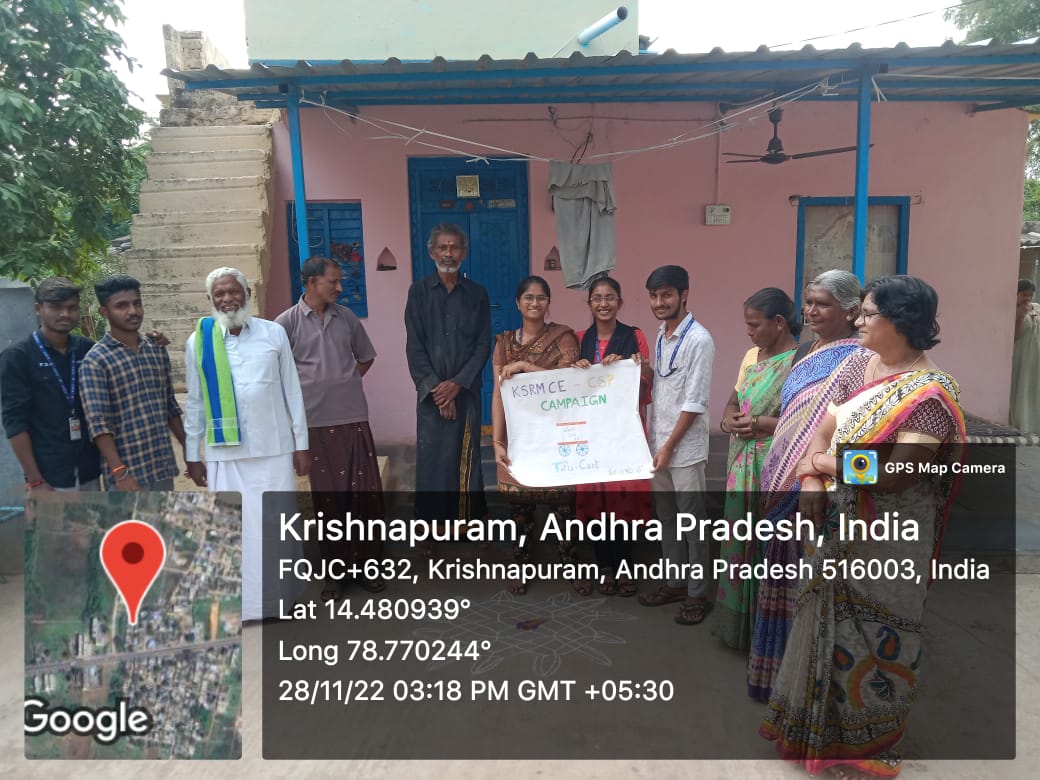 KSRMCE - CSP
CAMPAIGN
GPS Map Camera
Krishnapuram, Andhra Pradesh, India
FQJC+632, Krishnapuram, Andhra Pradesh 516003, India
Lat 14.480939°
Long 78.770244°
28/11/22 03:18 PM GMT +05:30
Google